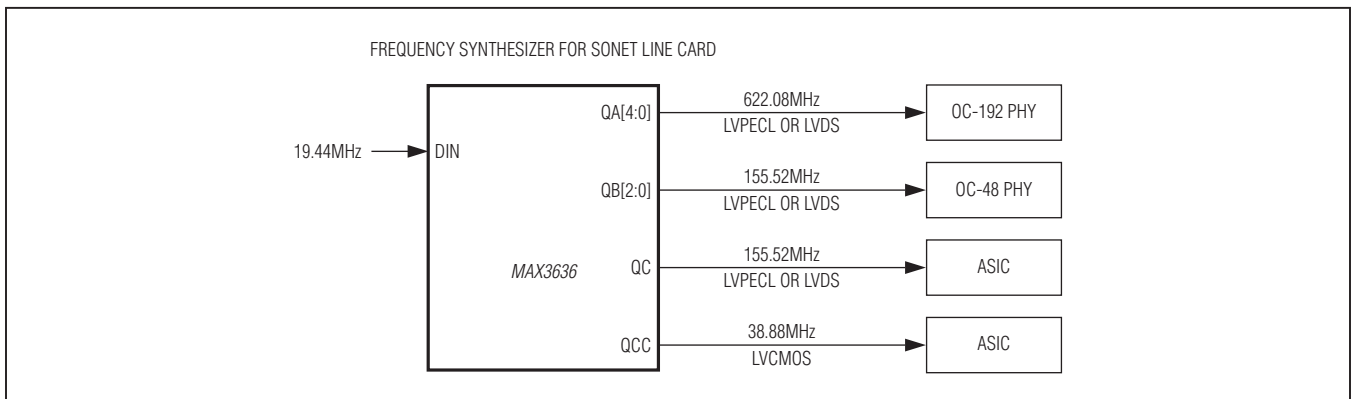 FREQUENCY SYNTHESIZER FOR SONET LINE CARD
19.44MHz
DIN
MAX3636
QA[4:0]
622.08MHz
LVPECL OR LVDS
OC-192 PHY
QB[2:0]
155.52MHz
LVPECL OR LVDS
OC-48 PHY
QC
155.52MHz
LVPECL OR LVDS
ASIC
QCC
38.88MHz
LVCMOS
ASIC